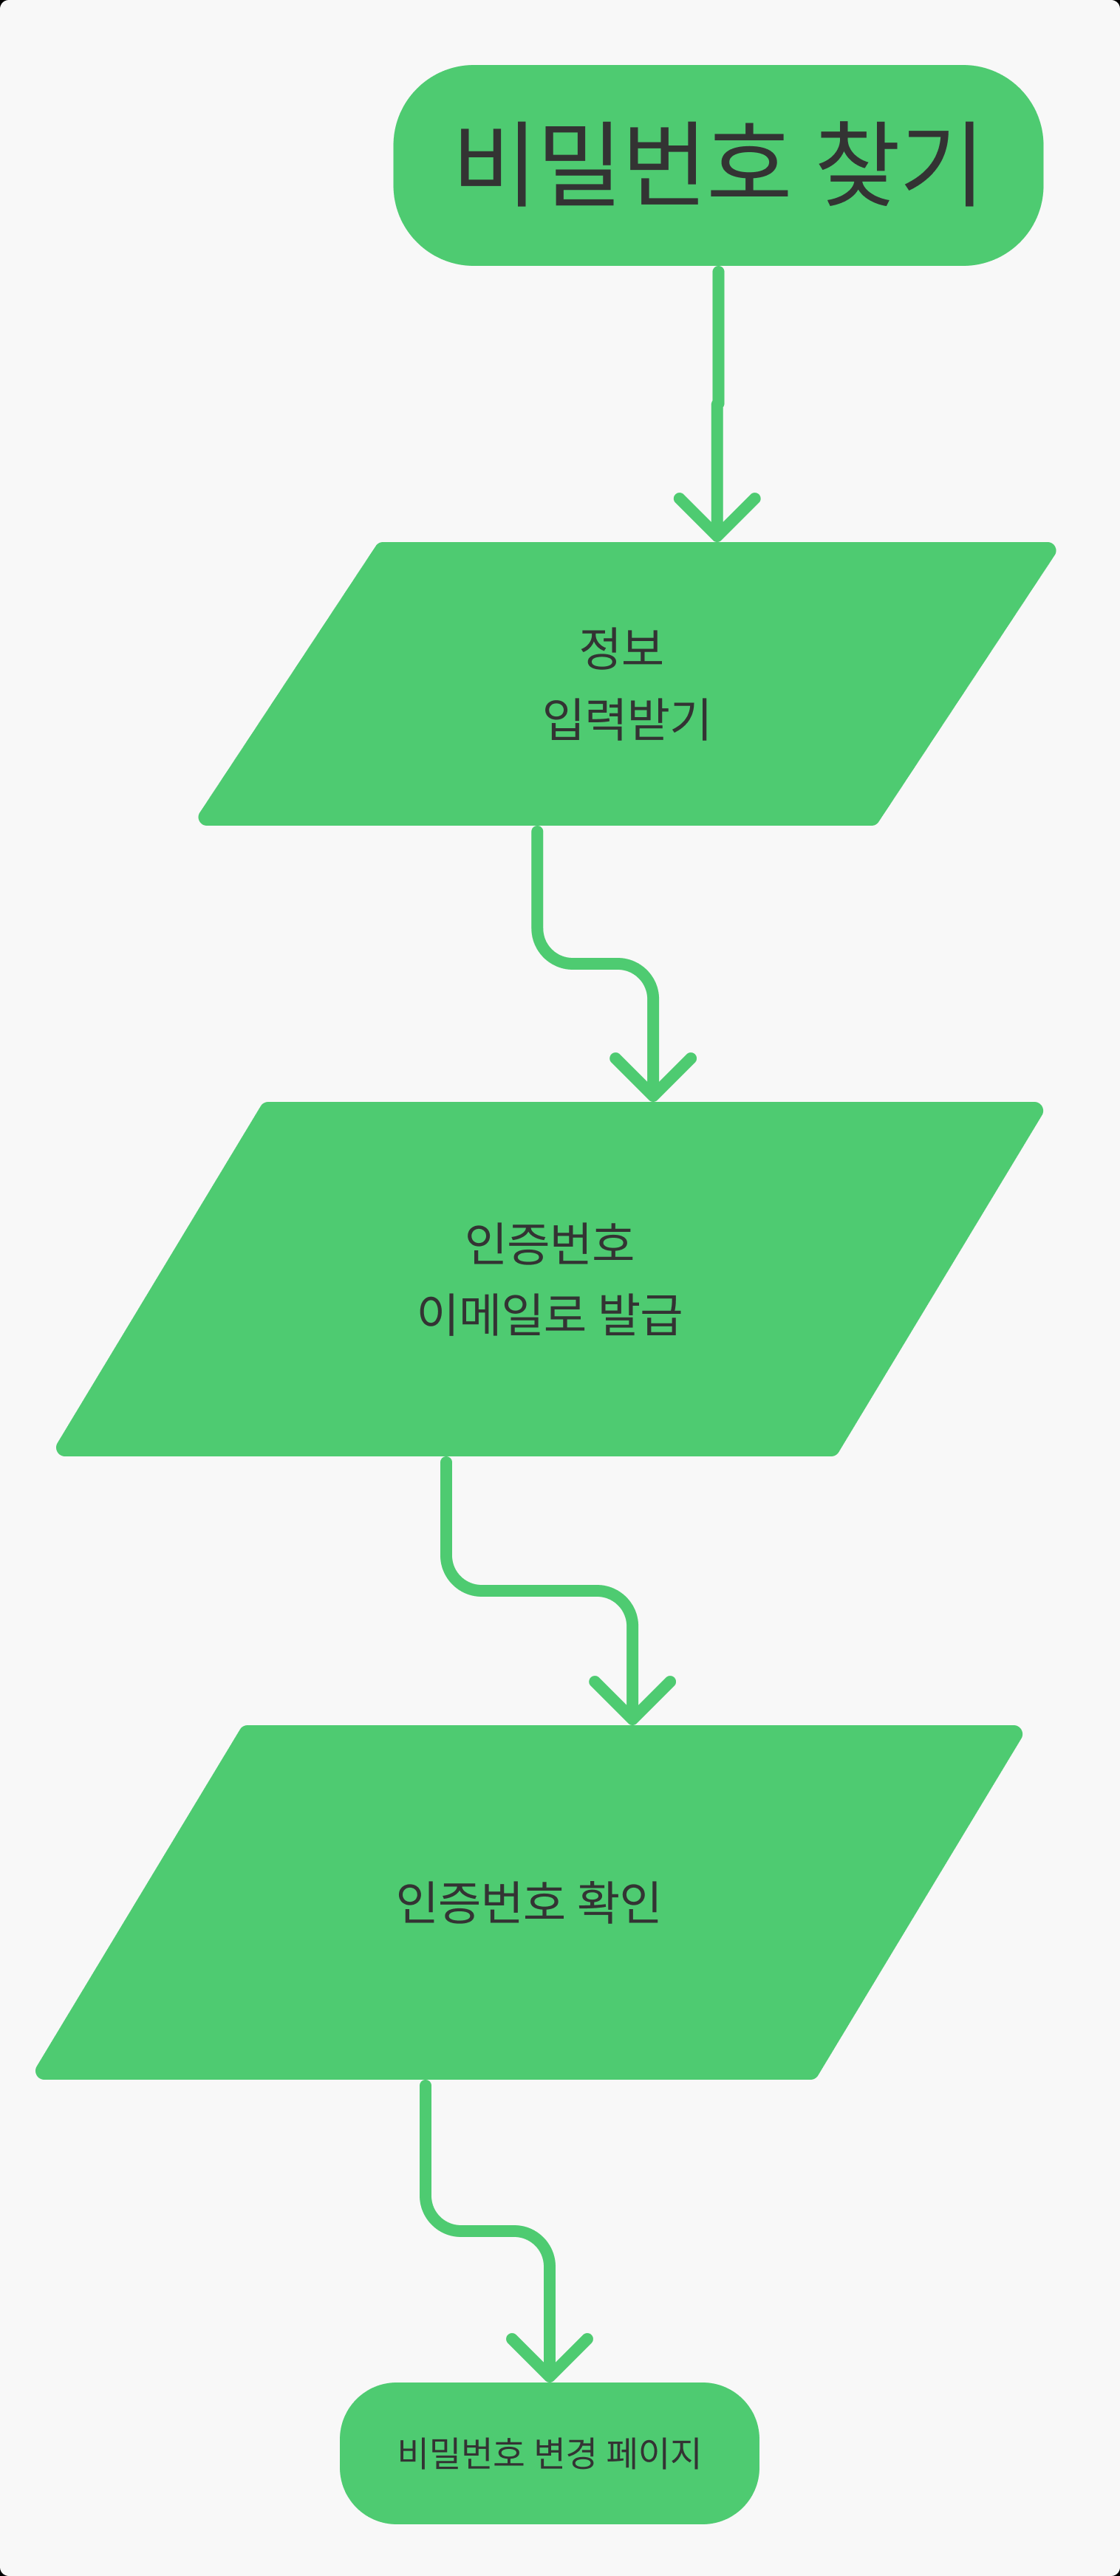 비밀번호 찾기
정보
입력받기
인증번호
이메일로 발급
인증번호 확인
비밀번호 변경 페이지